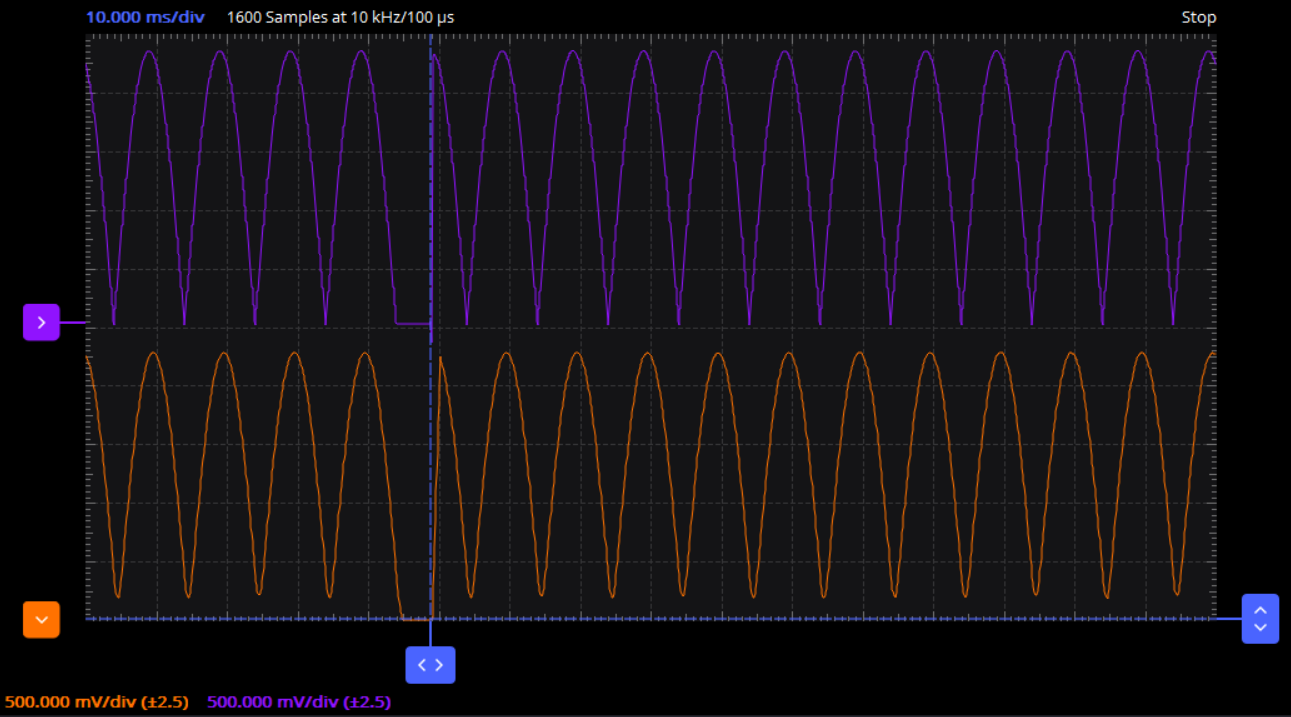 10.000 ms/div 1600 Samples at 10 kHz/100 µs Stop
500.000 mV/div (±2.5) 500.000 mV/div (±2.5)